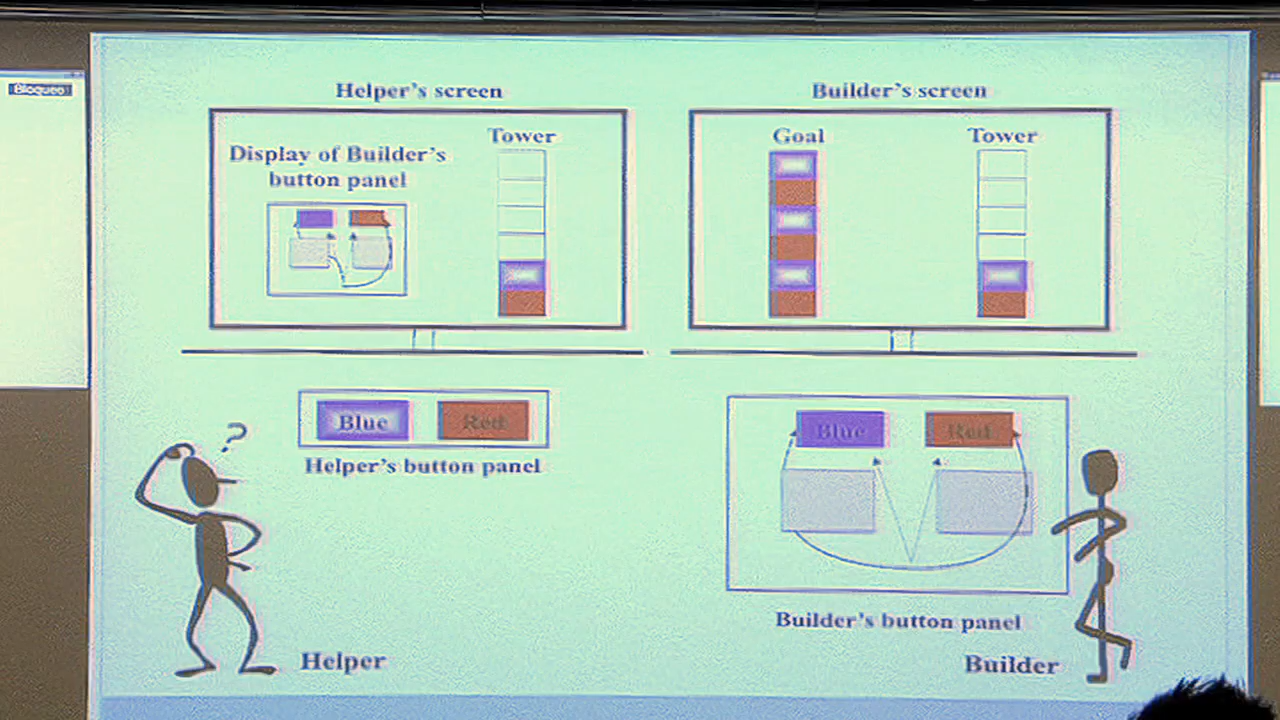 Bloqueo
Helper's screen
Builder's screen
Display of Builder's
button panel
Tower
Goal
Tower
Blue
Red
Helper's button panel
?
Blue
Red
Builder's button panel
Helper
Builder